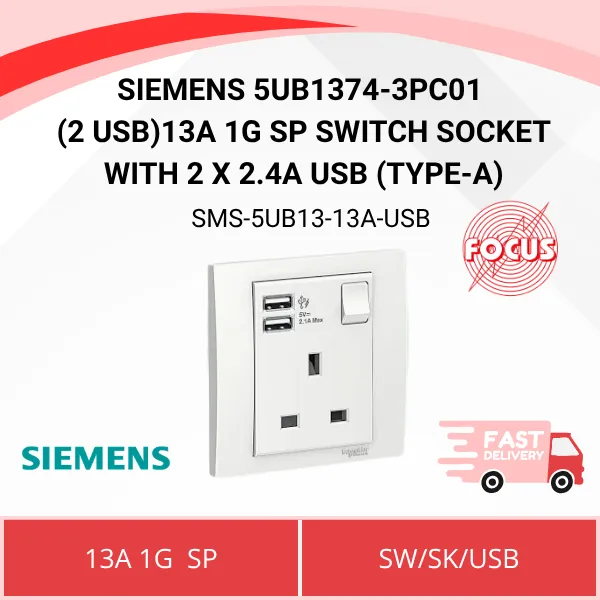 SIEMENS 5UB1374-3PC01
(2 USB)13A 1G SP SWITCH SOCKET
WITH 2 X 2.4A USB (TYPE-A)
SMS-5UB13-13A-USB
FOCUS
5V
2.1A Max
SIEMENS
FAST
DELIVERY
13A 1G SP
SW/SK/USB